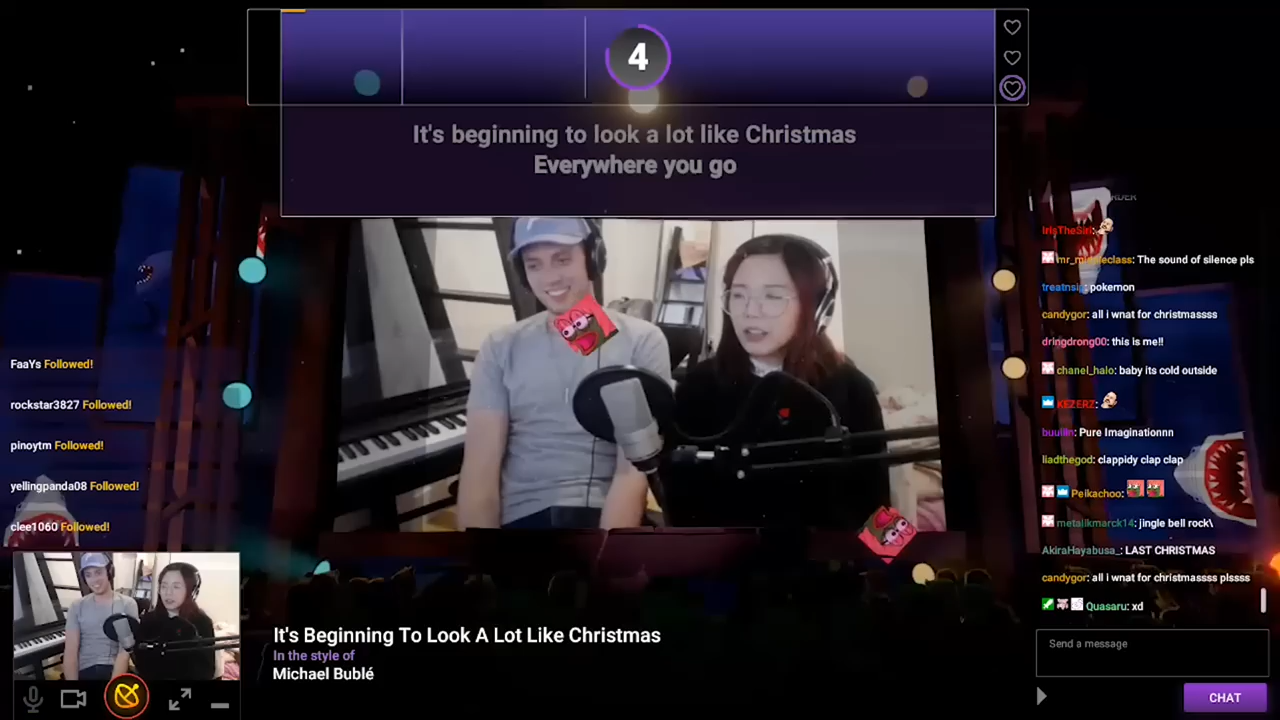 4
It's beginning to look a lot like Christmas
Everywhere you go
IrisTheSiri:
mr_middleclass: The sound of silence pls
pokemon
candygor: all i wnat for christmassss
dringdrong00: this is me!!
chanel_halo: baby its cold outside
KEZERZ:
Pure Imaginationnn
liadthegod: clappidy clap clap
Peikachoo:
metalikmarck14: jingle bell rock\
AkiraHayabusa_: LAST CHRISTMAS
candygor: all i wnat for christmassss plssss
Quasaru: xd
Send a message
CHAT
FaaYs Followed!
rockstar3827 Followed!
pinoytm Followed!
yellingpanda08 Followed!
clee1060 Followed!
It's Beginning To Look A Lot Like Christmas
In the style of
Michael Bublé